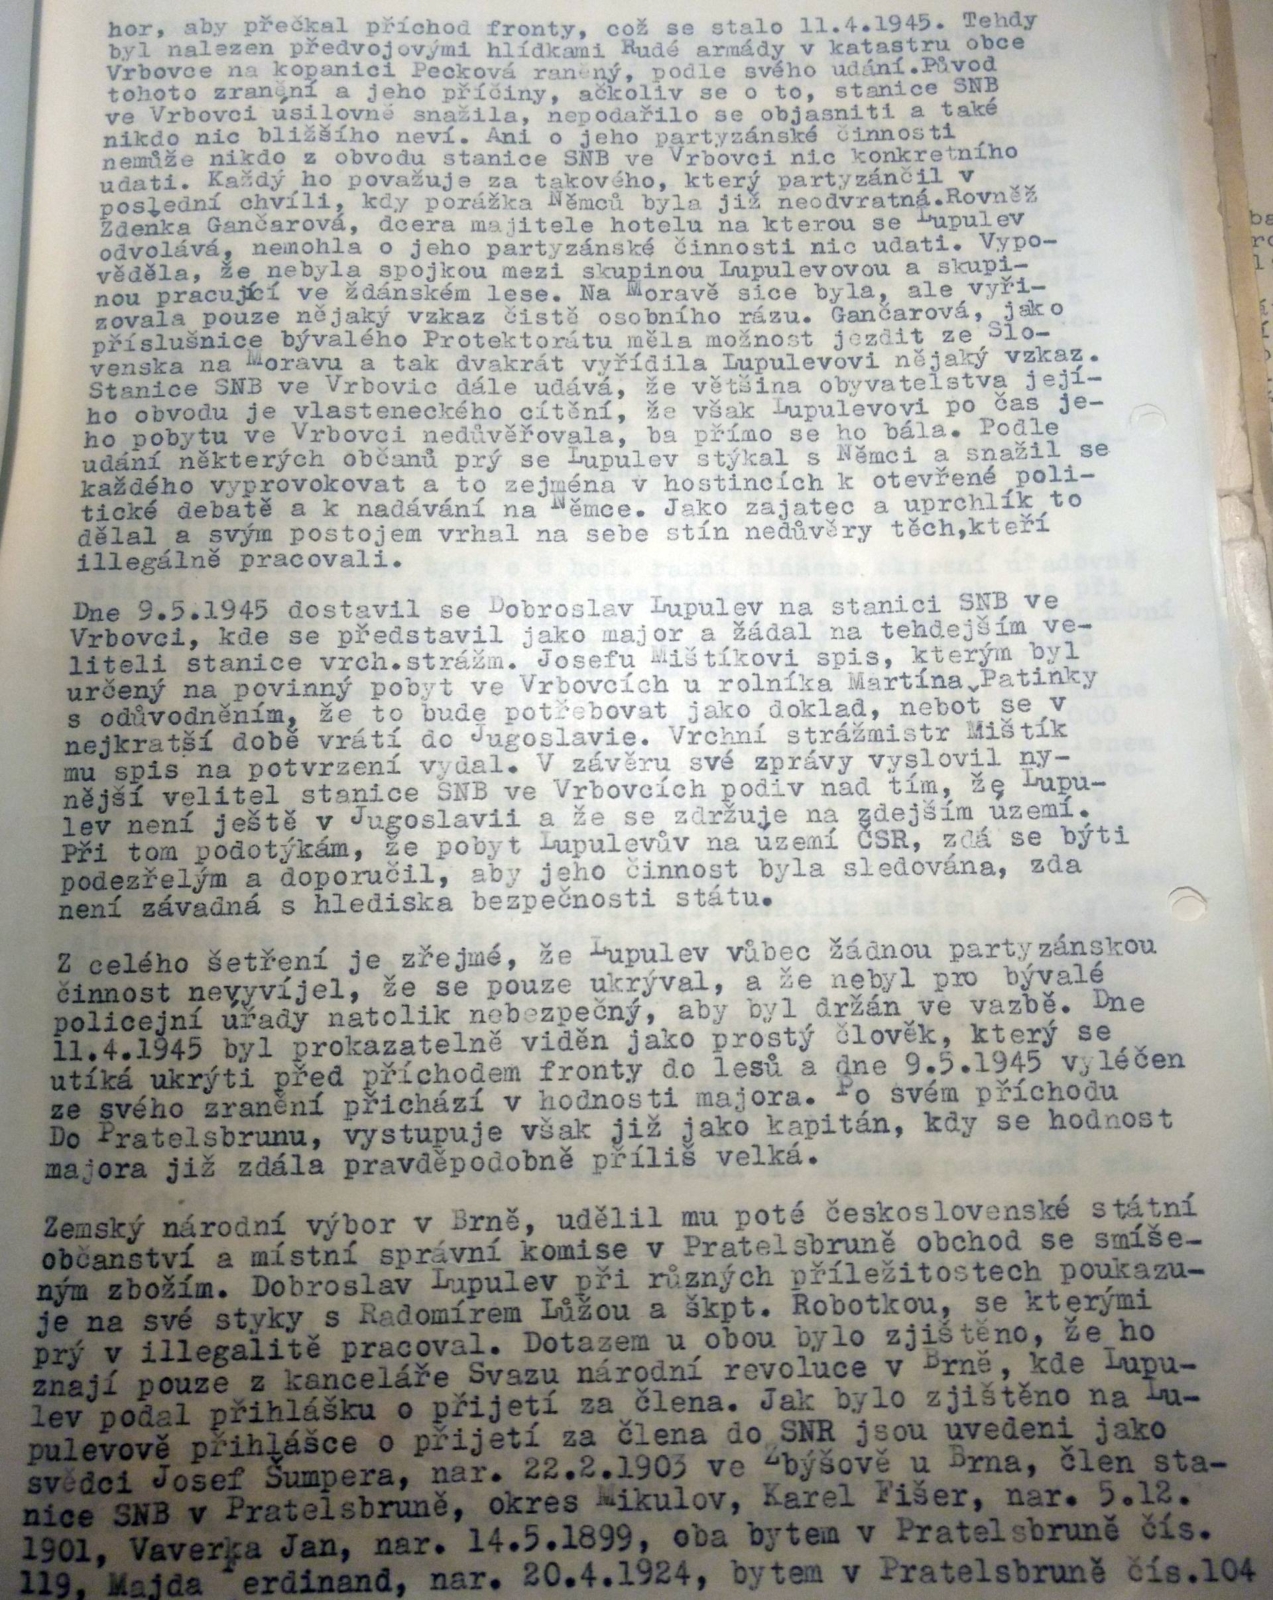 hor, aby přečkal příchod fronty, což se stalo 11.4.1945. Tehdy
byl nalezen předvojovými hlídkami Rudé armády v katastru obce
Vrbovce na kopanici Pecková raněný, podle svého udání.Původ
tohoto zranění a jeho příčiny, ačkoliv se o to, stanice SNB
ve Vrbovci úsilovně snažila, nepodařilo se objasniti a také
nikdo nic bližšího neví. Ani o jeho partyzánské činnosti
nemůže nikdo z obvodu stanice SNB ve Vrbovci nic konkretního
udati. Každý ho považuje za takového, který partyzánčil v
poslední chvíli, kdy porážka Němců byla již neodvratná.Rovněž
Zdenka Gančarová, dcera majitele hotelu na kterou se Lupulev
odvolává, nemohla o jeho partyzánské činnosti nic udati. Vypo-
věděla, že nebyla spojkou mezi skupinou Lupulevovou a skupi-
nou pracující ve ždánském lese. Na Moravě sice byla, ale vyři-
zovala pouze nějaký vzkaz čistě osobního rázu. Gančarová, jako
příslušnice bývalého Protektorátu měla možnost jezdit ze Slo-
venska na Moravu a tak dvakrát vyřídila Lupulevovi nějaký vzkaz.
Stanice SNB ve Vrbovic dále udává, že většina obyvatelstva její-
ho obvodu je vlasteneckého cítění, že však Lupulevovi po čas je-
ho pobytu ve Vrbovci nedůvěřovala, ba přímo se ho bála. Podle
udání některých občanů prý se Lupulev stýkal s Němci a snažil se
každého vyprovokovat a to zejména v hostincích k otevřené poli-
tické debatě a k nadávání na Němce. Jako zajatec a uprchlík to
dělal a svým postojem vrhal na sebe stín nedůvěry těch,kteří
illegálně pracovali.
Dne 9.5.1945 dostavil se Dobroslav Lupulev na stanici SNB ve
Vrbovci, kde se představil jako major a žádal na tehdejším ve-
liteli stanice vrch.strážm. Josefu Mištíkovi spis, kterým byl
určený na povinný pobyt ve Vrbovcích u rolníka Martína Patinky
s odůvodněním, že to bude potřebovat jako doklad, nebot se v
nejkratší době vrátí do Jugoslavie. Vrchní strážmistr Mištík
mu spis na potvrzení vydal. V závěru své zprávy vyslovil ny-
nější velitel stanice SNB ve Vrbovcích podiv nad tím, že Lupu-
lev není ještě v Jugoslavii a že se zdržuje na zdejším území.
Při tom podotýkám, že pobyt Lupulevův na území ČSR, zdá se býti
podezřelým a doporučil, aby jeho činnost byla sledována, zda
není závadná s hlediska bezpečnosti státu.
Z celého šetření je zřejmé, že Lupulev vůbec žádnou partyzánskou
činnost nevyvíjel, že se pouze ukrýval, a že nebyl pro bývalé
policejní uřady natolik nebezpečný, aby byl držán ve vazbě. Dne
11.4.1945 byl prokazatelně viděn jako prostý člověk, který se
utíká ukrýti před příchodem fronty do lesů a dne 9.5.1945 vyléčen
ze svého zranění přichází v hodnosti majora. Po svém příchodu
Do Pratelsbrunu, vystupuje však již jako kapitán, kdy se hodnost
majora již zdála pravděpodobně příliš velká.
Zemský národní výbor v Brně, udělil mu poté československé státní
občanství a místní správní komise v Pratelsbruně obchod se smíše-
ným zbožím. Dobroslav Lupulev při různých příležitostech poukazu-
je na své styky s Radomírem Lůžou a škpt. Robotkou, se kterými
prý v illegalitě pracoval. Dotazem u obou bylo zjištěno, že ho
znají pouze z kanceláře Svazu národní revoluce v Brně, kde Lupu-
lev podal přihlášku o přijetí za člena. Jak bylo zjištěno na Lu-
pulevově přihlášce o přijetí za člena do SNR jsou uvedeni jako
svědci Josef Šumpera, nar. 22.2.1903 ve Zbýšově u Brna, člen sta-
nice SNB v Pratelsbruně, okres Mikulov, Karel Fišer, nar. 5.12.
1901, Vaverka Jan, nar. 14.5.1899, oba bytem v Pratelsbruně čís.
119, Majda Ferdinand, nar. 20.4.1924, bytem v Pratelsbruně čís.104